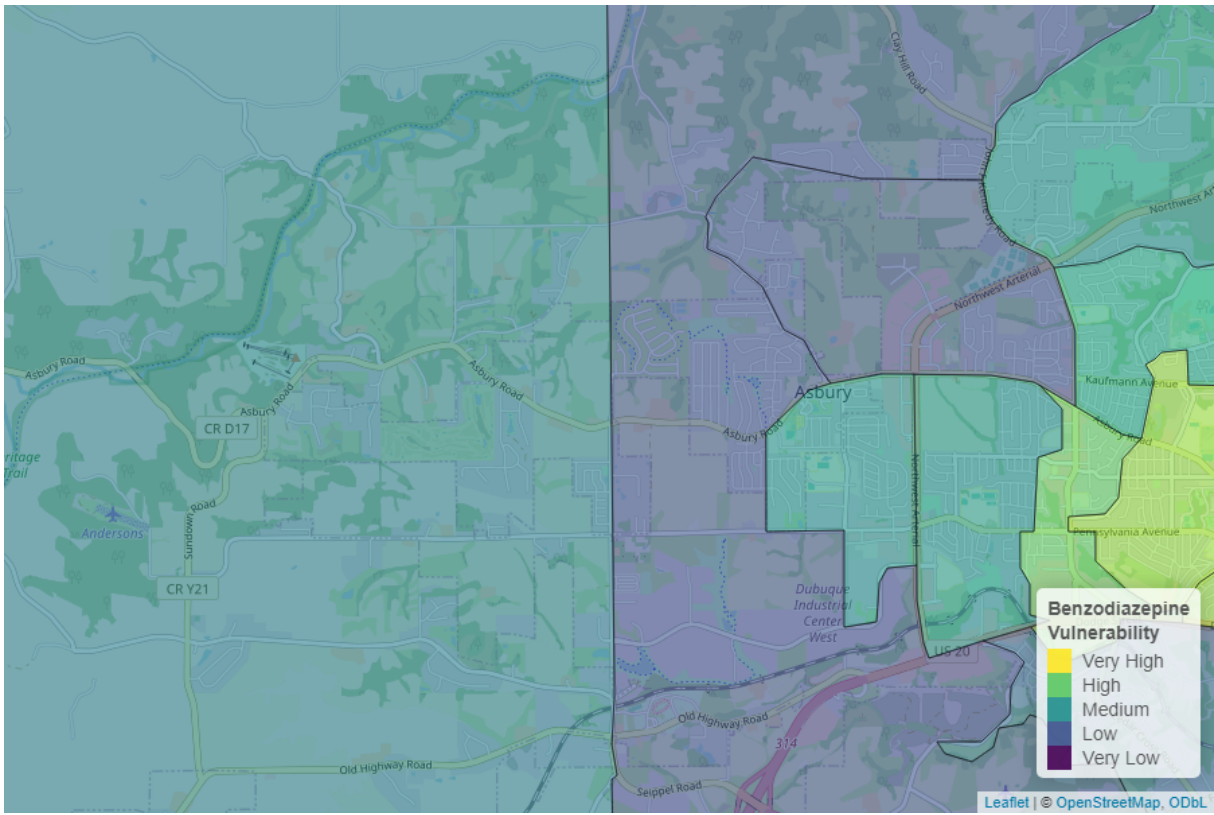 Clay Hill Road
John F Kennedy Road
Northwest Arterial
Northwest Arterial
Asbury Road
Asbury Road
Asbury Road
Asbury
Asbury Road
Asbury Road
Kaufmann Avenue
CR D17
eritage
Trail
Sundown Road
Andersons
Northwest Arterial
Pennsylvania Avenue
CR Y21
Dubuque
Industrial
Center
West
US 20
Old Highway Road
314
Old Highway Road
Seippel Road
Benzodiazepine
Vulnerability
Very High
High
Medium
Low
Very Low
Leaflet | © OpenStreetMap, ODbL